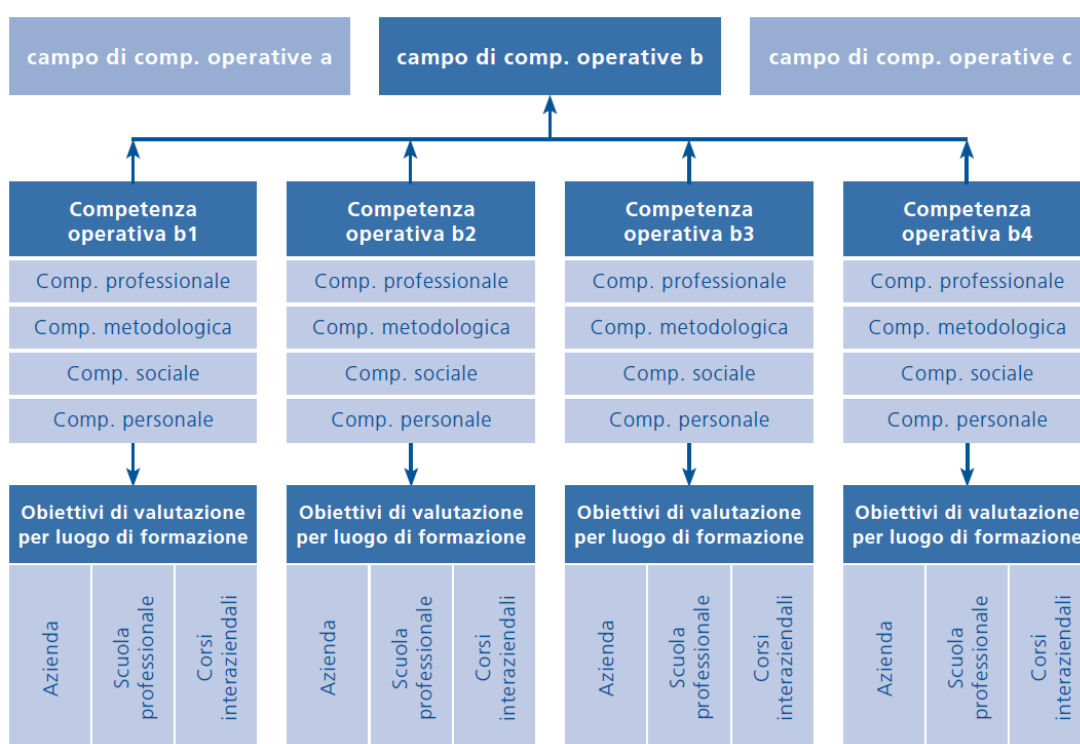 campo di comp. operative a
campo di comp. operative b
campo di comp. operative c
Competenza
operativa b1
Comp. professionale
Comp. metodologica
Comp. sociale
Comp. personale
Obiettivi di valutazione
per luogo di formazione
Azienda
Scuola
professionale
Corsi
interaziendali
Competenza
operativa b2
Comp. professionale
Comp. metodologica
Comp. sociale
Comp. personale
Obiettivi di valutazione
per luogo di formazione
Azienda
Scuola
professionale
Corsi
interaziendali
Competenza
operativa b3
Comp. professionale
Comp. metodologica
Comp. sociale
Comp. personale
Obiettivi di valutazione
per luogo di formazione
Azienda
Scuola
professionale
Corsi
interaziendali
Competenza
operativa b4
Comp. professionale
Comp. metodologica
Comp. sociale
Comp. personale
Obiettivi di valutazione
per luogo di formazione
Azienda
Scuola
professionale
Corsi
interaziendali